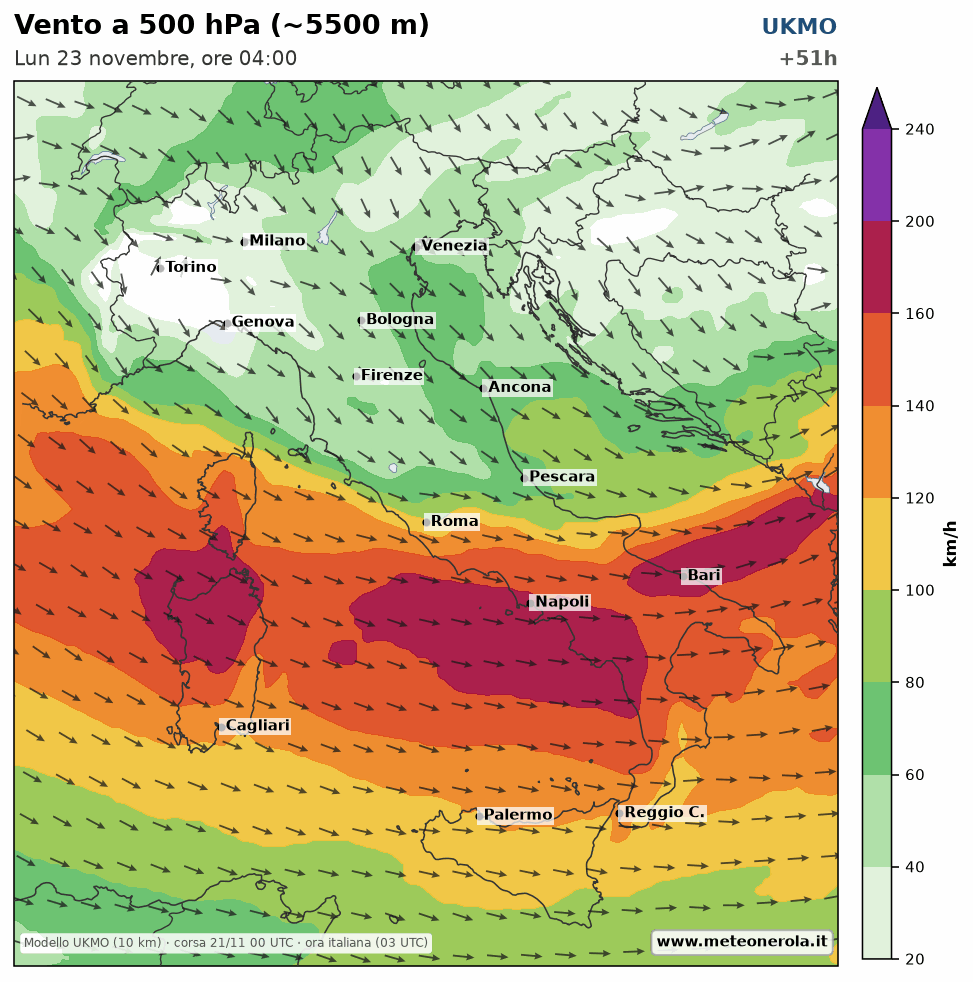 Vento a 500 hPa (~5500 m)
UKMO
Lun 23 novembre, ore 04:00
+51h
Milano
Venezia
Torino
Bologna
Genova
Firenze
Ancona
Pescara
Roma
Bari
Napoli
Cagliari
Palermo
Reggio C.
240
200
160
140
120
100
80
60
40
20
km/h
Modello UKMO (10 km) · corsa 21/11 00 UTC · ora italiana (03 UTC)
www.meteonerola.it